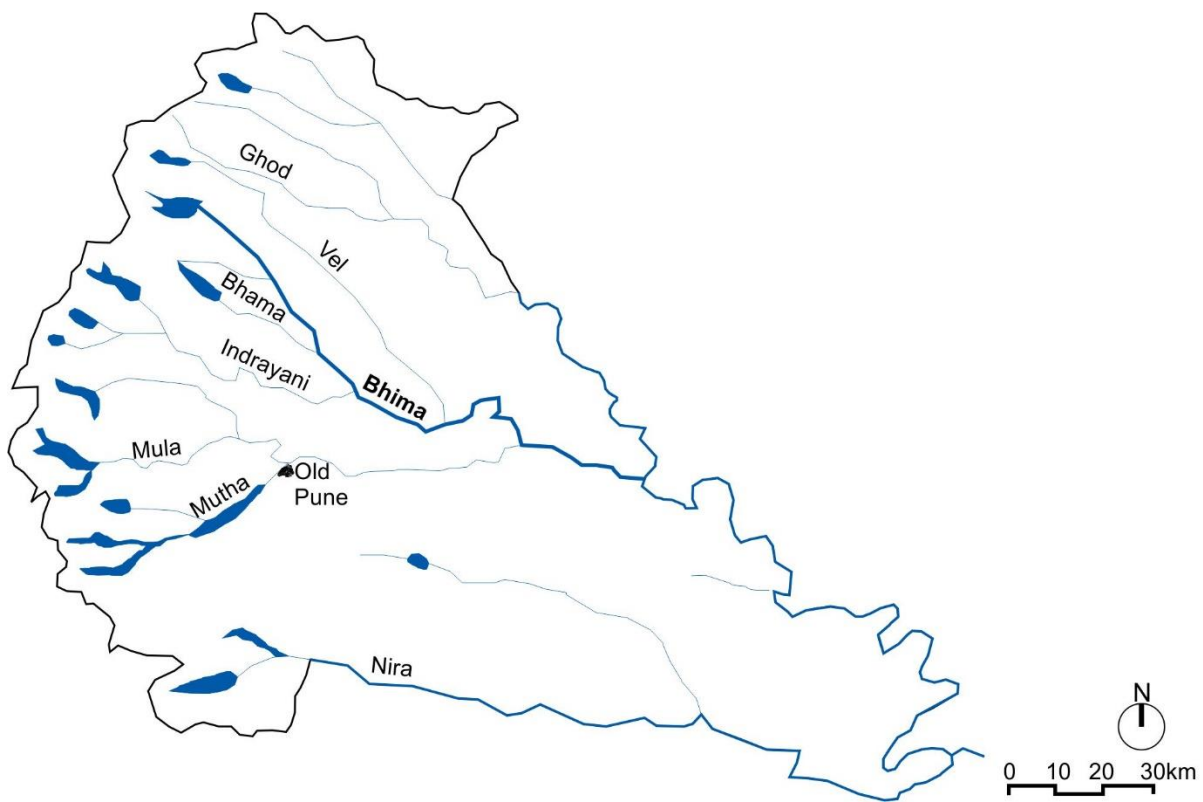 Ghod
Vel
Bhama
Indrayani
Bhima
Mula
Mutha
Old
Pune
Nira
N
0 10 20 30km